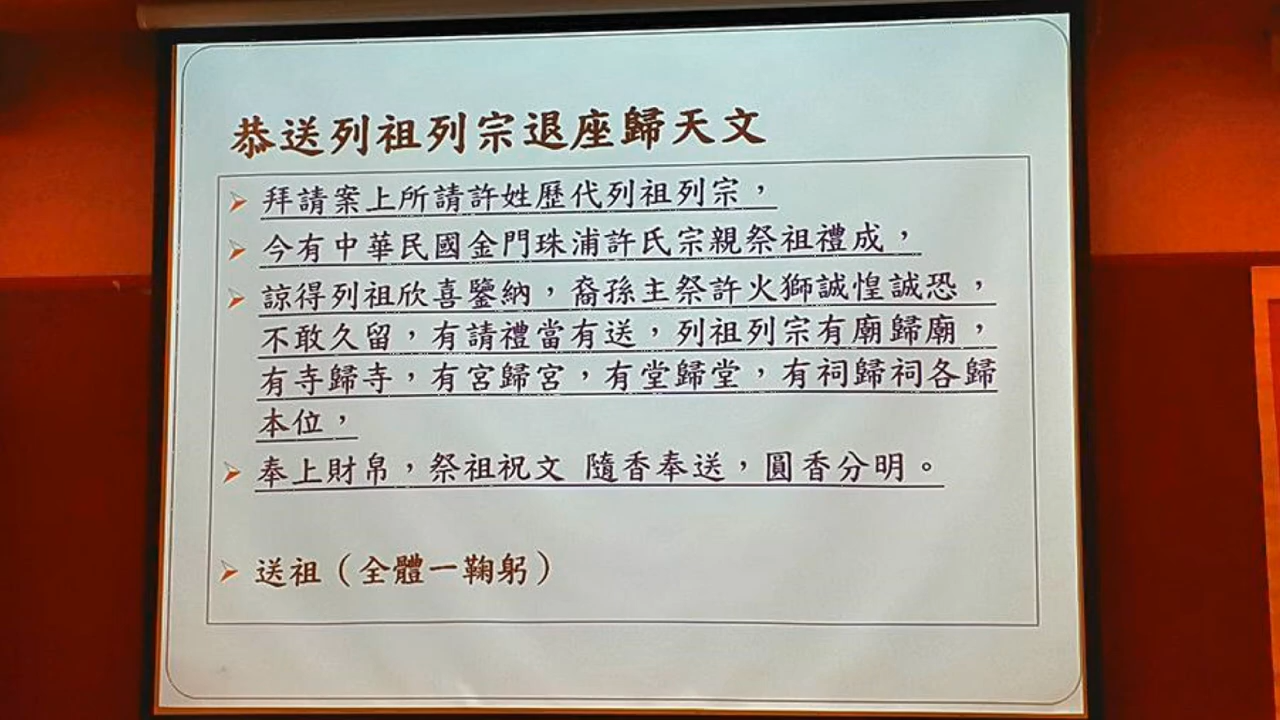 恭送列祖列宗退座歸天文
拜請案上所請許姓歷代列祖列宗，
今有中華民國金門珠浦許氏宗親祭祖禮成，
諒得列祖欣喜鑒納，裔孫主祭許火獅誠惶誠恐，
不敢久留，有請禮當有送，列祖列宗有廟歸廟，
有寺歸寺，有宮歸宮，有堂歸堂，有祠歸祠各歸
本位，
奉上財帛，祭祖祝文 隨香奉送，圓香分明。
送祖（全體一鞠躬）